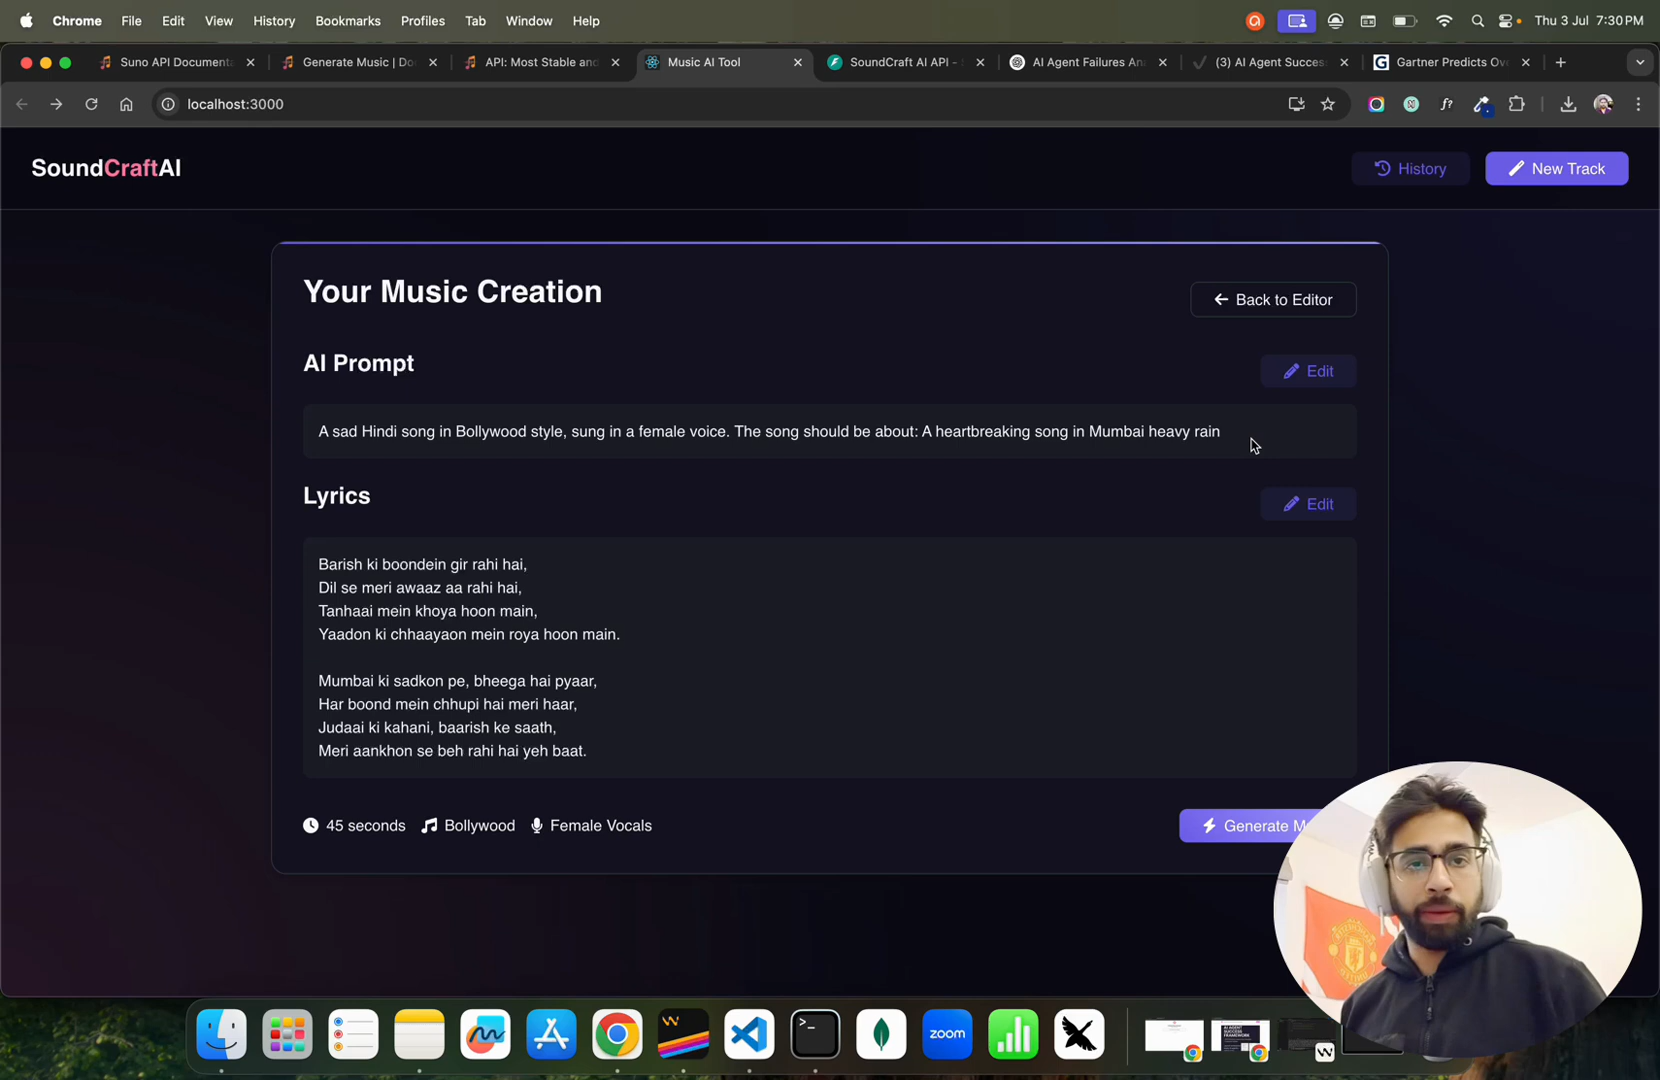 Chrome File Edit View History Bookmarks Profiles Tab Window Help Thu 3 Jul 7:30 PM
Suno API Documenta Generate Music | Do API: Most Stable and Music AI Tool SoundCraft AI API - AI Agent Failures An (3) AI Agent Success Gartner Predicts Ov
localhost:3000
SoundCraftAI History New Track
Your Music Creation
Back to Editor
AI Prompt
Edit
A sad Hindi song in Bollywood style, sung in a female voice. The song should be about: A heartbreaking song in Mumbai heavy rain
Lyrics
Edit
Barish ki boondein gir rahi hai,
Dil se meri awaaz aa rahi hai,
Tanhaai mein khoya hoon main,
Yaadon ki chhaayaon mein roya hoon main.
Mumbai ki sadkon pe, bheega hai pyaar,
Har boond mein chhupi hai meri haar,
Judaai ki kahani, baarish ke saath,
Meri aankhon se beh rahi hai yeh baat.
45 seconds Bollywood Female Vocals
Generate M
zoom